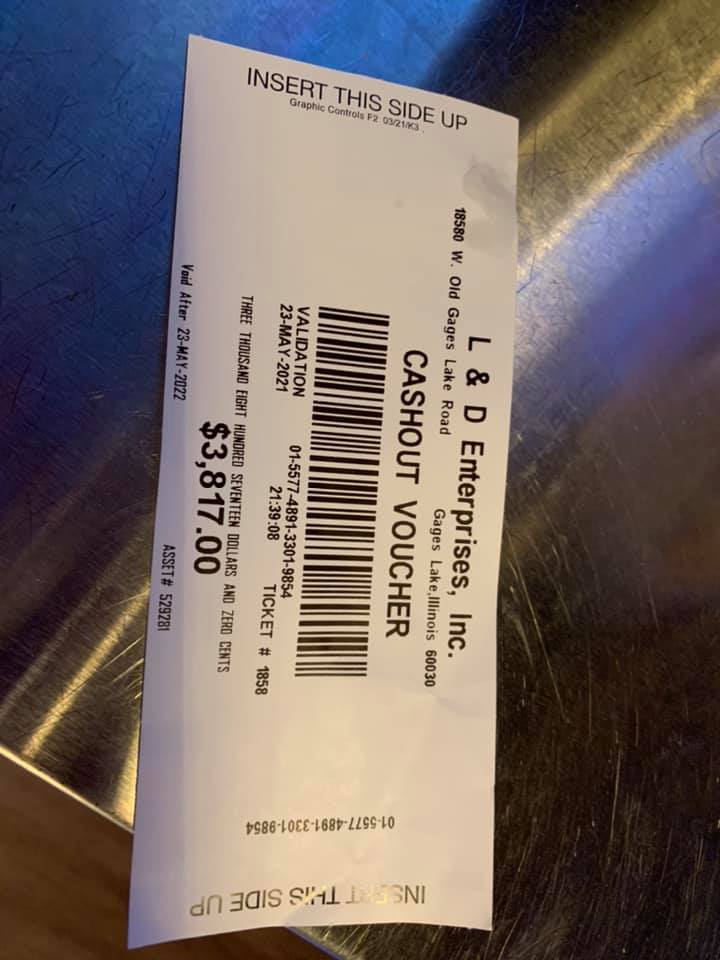 INSERT THIS SIDE UP
Graphic Controls F2 03/21/K3
L & D Enterprises, Inc.
18580 W. Old Gages Lake Road Gages Lake,Illinois 60030
CASHOUT VOUCHER
VALIDATION 01-5577-4891-3301-9854
23-MAY-2021 21:39:08 TICKET # 1858
THREE THOUSAND EIGHT HUNDRED SEVENTEEN DOLLARS AND ZERO CENTS
$3,817.00
Void After 23-MAY-2022 ASSET# 529281
01-5577-4891-3301-9854
INSERT THIS SIDE UP